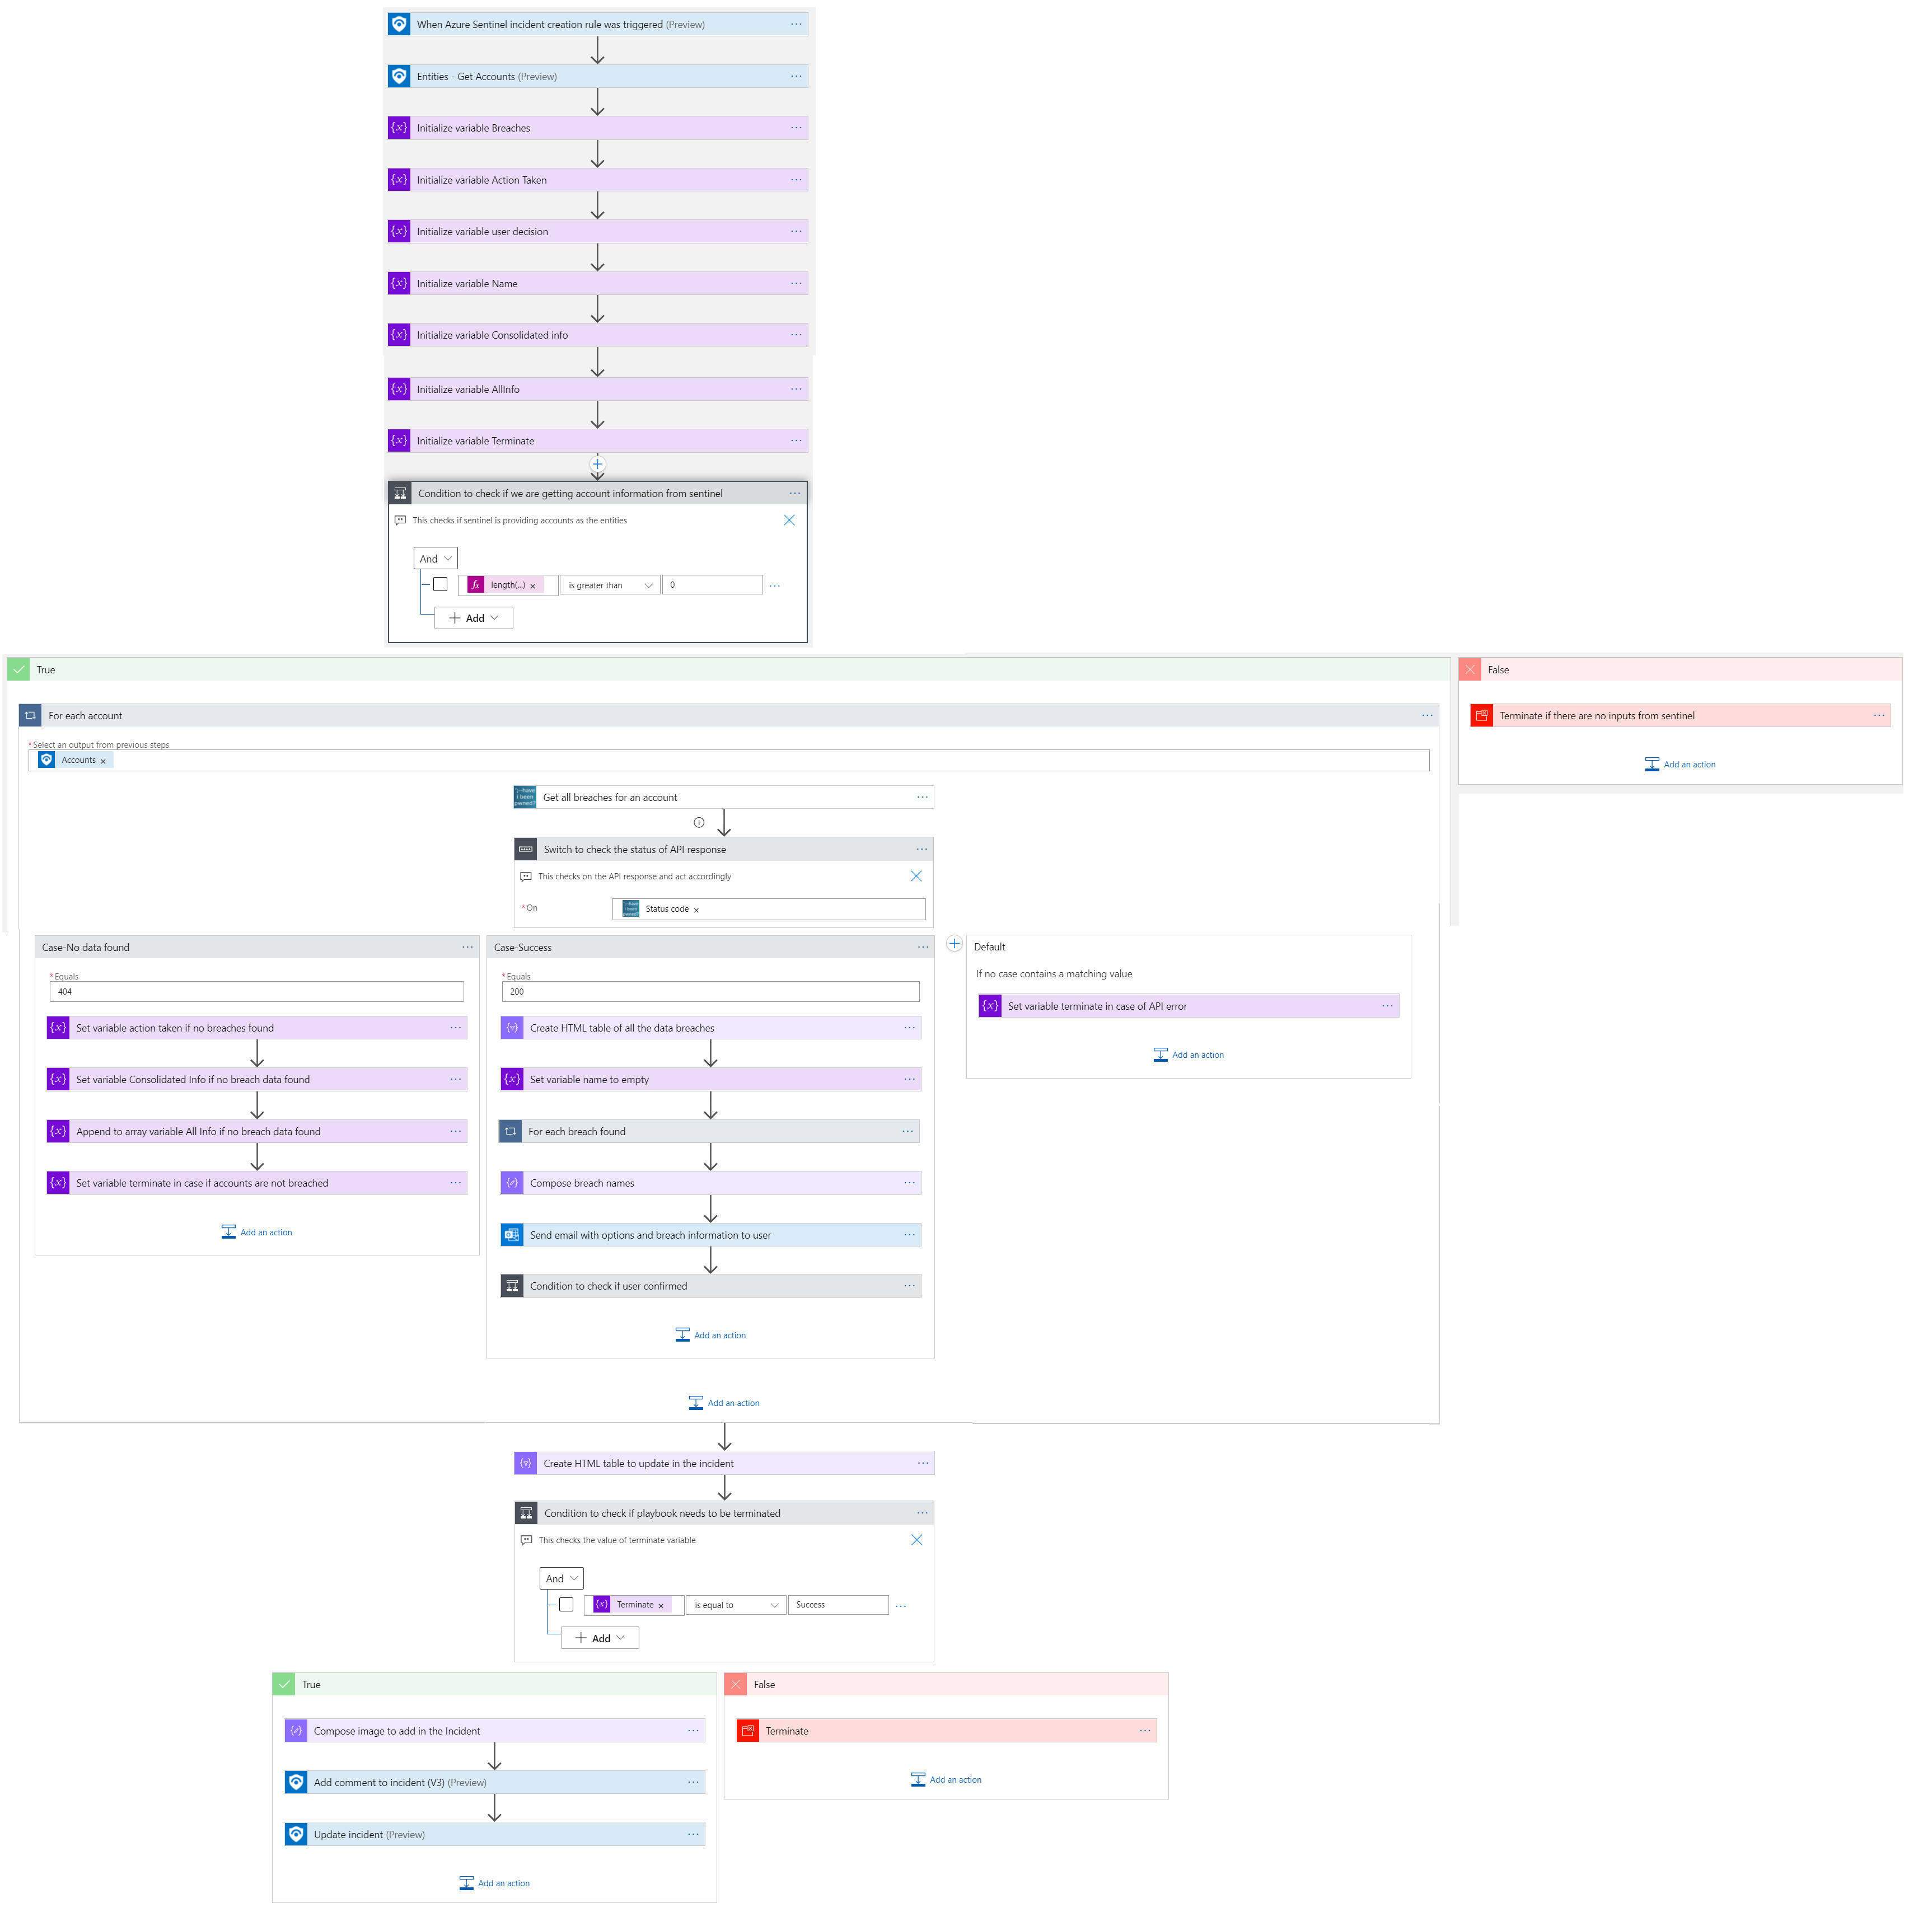 When Azure Sentinel incident creation rule was triggered (Preview)
Entities - Get Accounts (Preview)
{x} Initialize variable Breaches
{x} Initialize variable Action Taken
{x} Initialize variable user decision
{x} Initialize variable Name
{x} Initialize variable Consolidated info
{x} Initialize variable AllInfo
{x} Initialize variable Terminate
Condition to check if we are getting account information from sentinel
This checks if sentinel is providing accounts as the entities
And
fx length(...) × is greater than 0
+ Add
True
False
For each account
Terminate if there are no inputs from sentinel
* Select an output from previous steps
Accounts ×
Add an action
';--have i been pwned? Get all breaches for an account
Switch to check the status of API response
This checks on the API response and act accordingly
* On ';--have i been pwned? Status code ×
Case-No data found
* Equals
404
{x} Set variable action taken if no breaches found
{x} Set variable Consolidated Info if no breach data found
{x} Append to array variable All Info if no breach data found
{x} Set variable terminate in case if accounts are not breached
Add an action
Case-Success
* Equals
200
Create HTML table of all the data breaches
{x} Set variable name to empty
For each breach found
Compose breach names
Send email with options and breach information to user
Condition to check if user confirmed
Add an action
Default
If no case contains a matching value
{x} Set variable terminate in case of API error
Add an action
Add an action
Create HTML table to update in the incident
Condition to check if playbook needs to be terminated
This checks the value of terminate variable
And
{x} Terminate × is equal to Success
+ Add
True
Compose image to add in the Incident
Add comment to incident (V3) (Preview)
Update incident (Preview)
Add an action
False
Terminate
Add an action